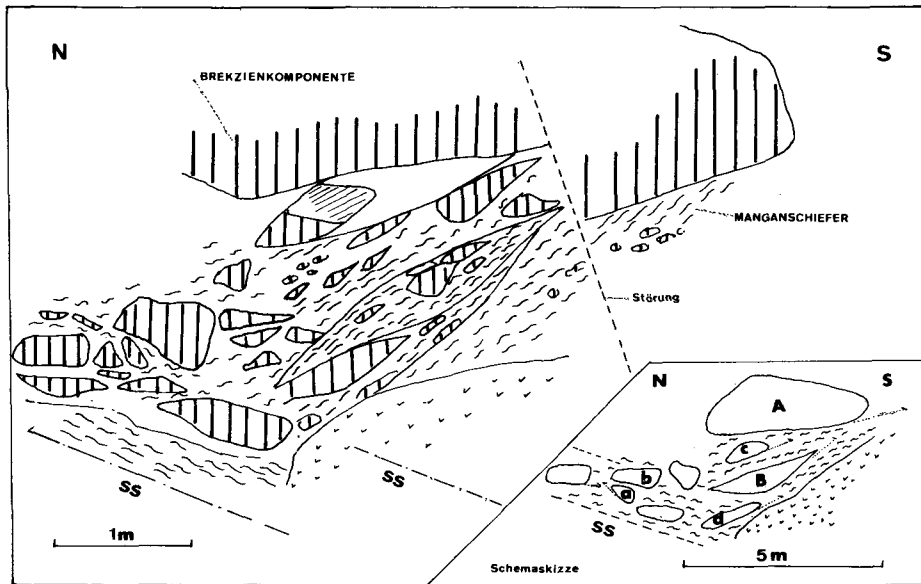 N
S
BREKZIENKOMPONENTE
MANGANSCHIEFER
Störung
SS
SS
1m
N
S
A
c
B
b
a
d
SS
5m
Schemaskizze